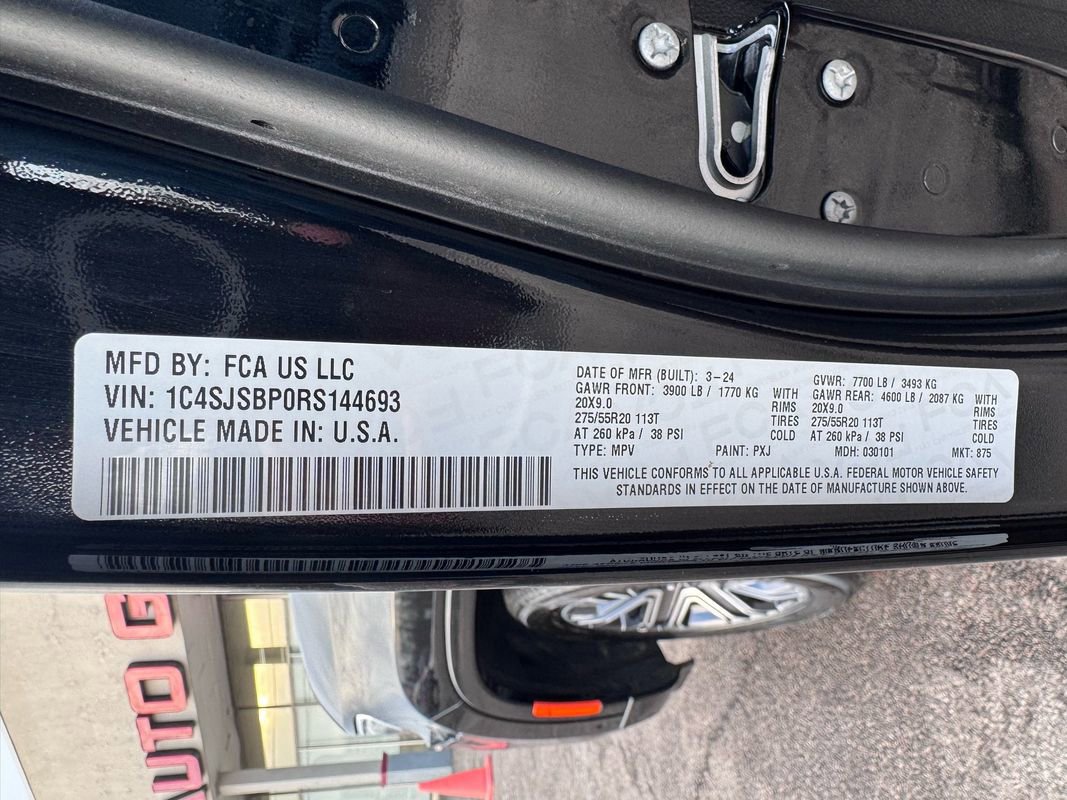 MFD BY: FCA US LLC
VIN: 1C4SJSBP0RS144693
VEHICLE MADE IN: U.S.A.
DATE OF MFR (BUILT): 3-24 GVWR: 7700 LB / 3493 KG
GAWR FRONT: 3900 LB / 1770 KG WITH GAWR REAR: 4600 LB / 2087 KG WITH
20X9.0 RIMS 20X9.0 RIMS
275/55R20 113T TIRES 275/55R20 113T TIRES
AT 260 kPa / 38 PSI COLD AT 260 kPa / 38 PSI COLD
TYPE: MPV PAINT: PXJ MDH: 030101 MKT: 875
THIS VEHICLE CONFORMS TO ALL APPLICABLE U.S.A. FEDERAL MOTOR VEHICLE SAFETY
STANDARDS IN EFFECT ON THE DATE OF MANUFACTURE SHOWN ABOVE.
AUTO G